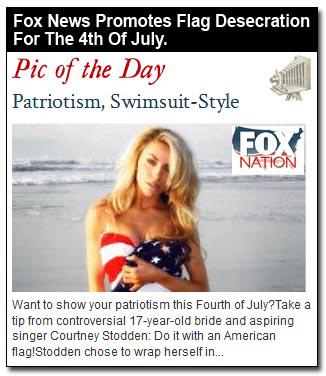 Fox News Promotes Flag Desecration
For The 4th Of July.
Pic of the Day
Patriotism, Swimsuit-Style
FOX
NATION
Want to show your patriotism this Fourth of July?Take a
tip from controversial 17-year-old bride and aspiring
singer Courtney Stodden: Do it with an American
flag!Stodden chose to wrap herself in...